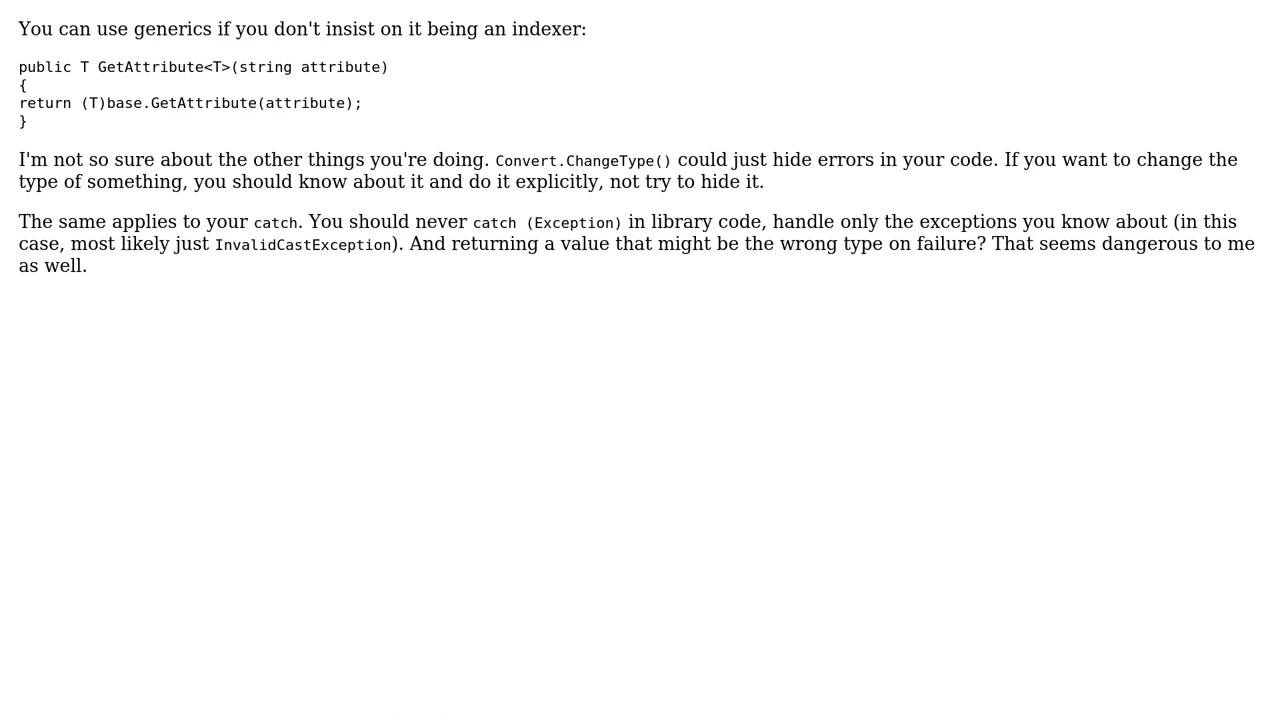 You can use generics if you don't insist on it being an indexer:
public T GetAttribute<T>(string attribute)
{
return (T)base.GetAttribute(attribute);
}
I'm not so sure about the other things you're doing. Convert.ChangeType() could just hide errors in your code. If you want to change the
type of something, you should know about it and do it explicitly, not try to hide it.
The same applies to your catch. You should never catch (Exception) in library code, handle only the exceptions you know about (in this
case, most likely just InvalidCastException). And returning a value that might be the wrong type on failure? That seems dangerous to me
as well.